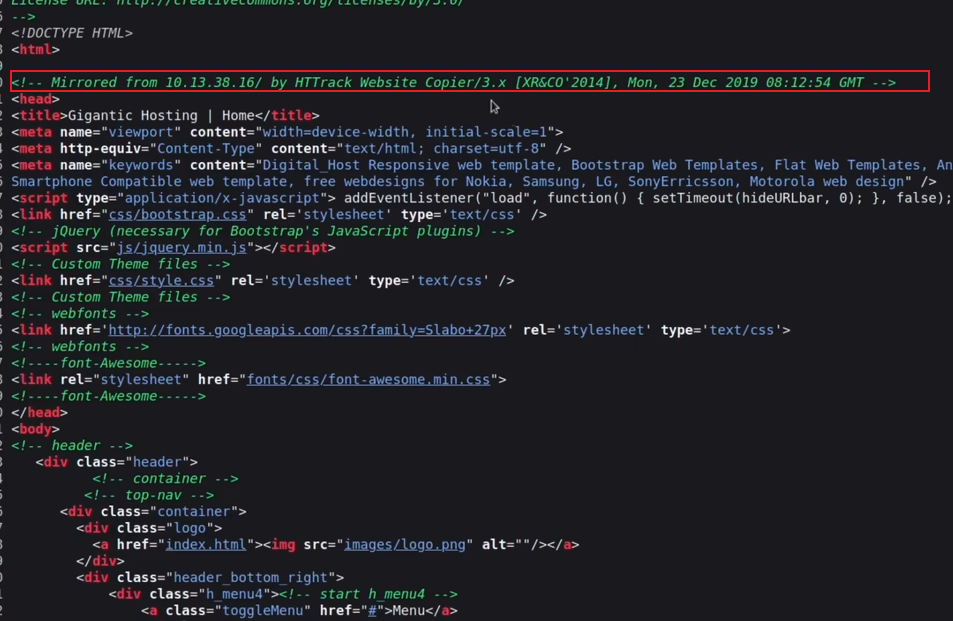 License URL: http://creativecommons.org/licenses/by/3.0/
-->
<!DOCTYPE HTML>
<html>
<!-- Mirrored from 10.13.38.16/ by HTTrack Website Copier/3.x [XR&CO'2014], Mon, 23 Dec 2019 08:12:54 GMT -->
<head>
<title>Gigantic Hosting | Home</title>
<meta name="viewport" content="width=device-width, initial-scale=1">
<meta http-equiv="Content-Type" content="text/html; charset=utf-8" />
<meta name="keywords" content="Digital_Host Responsive web template, Bootstrap Web Templates, Flat Web Templates, An
Smartphone Compatible web template, free webdesigns for Nokia, Samsung, LG, SonyErricsson, Motorola web design" />
<script type="application/x-javascript"> addEventListener("load", function() { setTimeout(hideURLbar, 0); }, false);
<link href="css/bootstrap.css" rel='stylesheet' type='text/css' />
<!-- jQuery (necessary for Bootstrap's JavaScript plugins) -->
<script src="js/jquery.min.js"></script>
<!-- Custom Theme files -->
<link href="css/style.css" rel='stylesheet' type='text/css' />
<!-- Custom Theme files -->
<!-- webfonts -->
<link href='http://fonts.googleapis.com/css?family=Slabo+27px' rel='stylesheet' type='text/css'>
<!-- webfonts -->
<!----font-Awesome----->
<link rel="stylesheet" href="fonts/css/font-awesome.min.css">
<!----font-Awesome----->
</head>
<body>
<!-- header -->
<div class="header">
<!-- container -->
<!-- top-nav -->
<div class="container">
<div class="logo">
<a href="index.html"><img src="images/logo.png" alt=""/></a>
</div>
<div class="header_bottom_right">
<div class="h_menu4"><!-- start h_menu4 -->
<a class="toggleMenu" href="#">Menu</a>